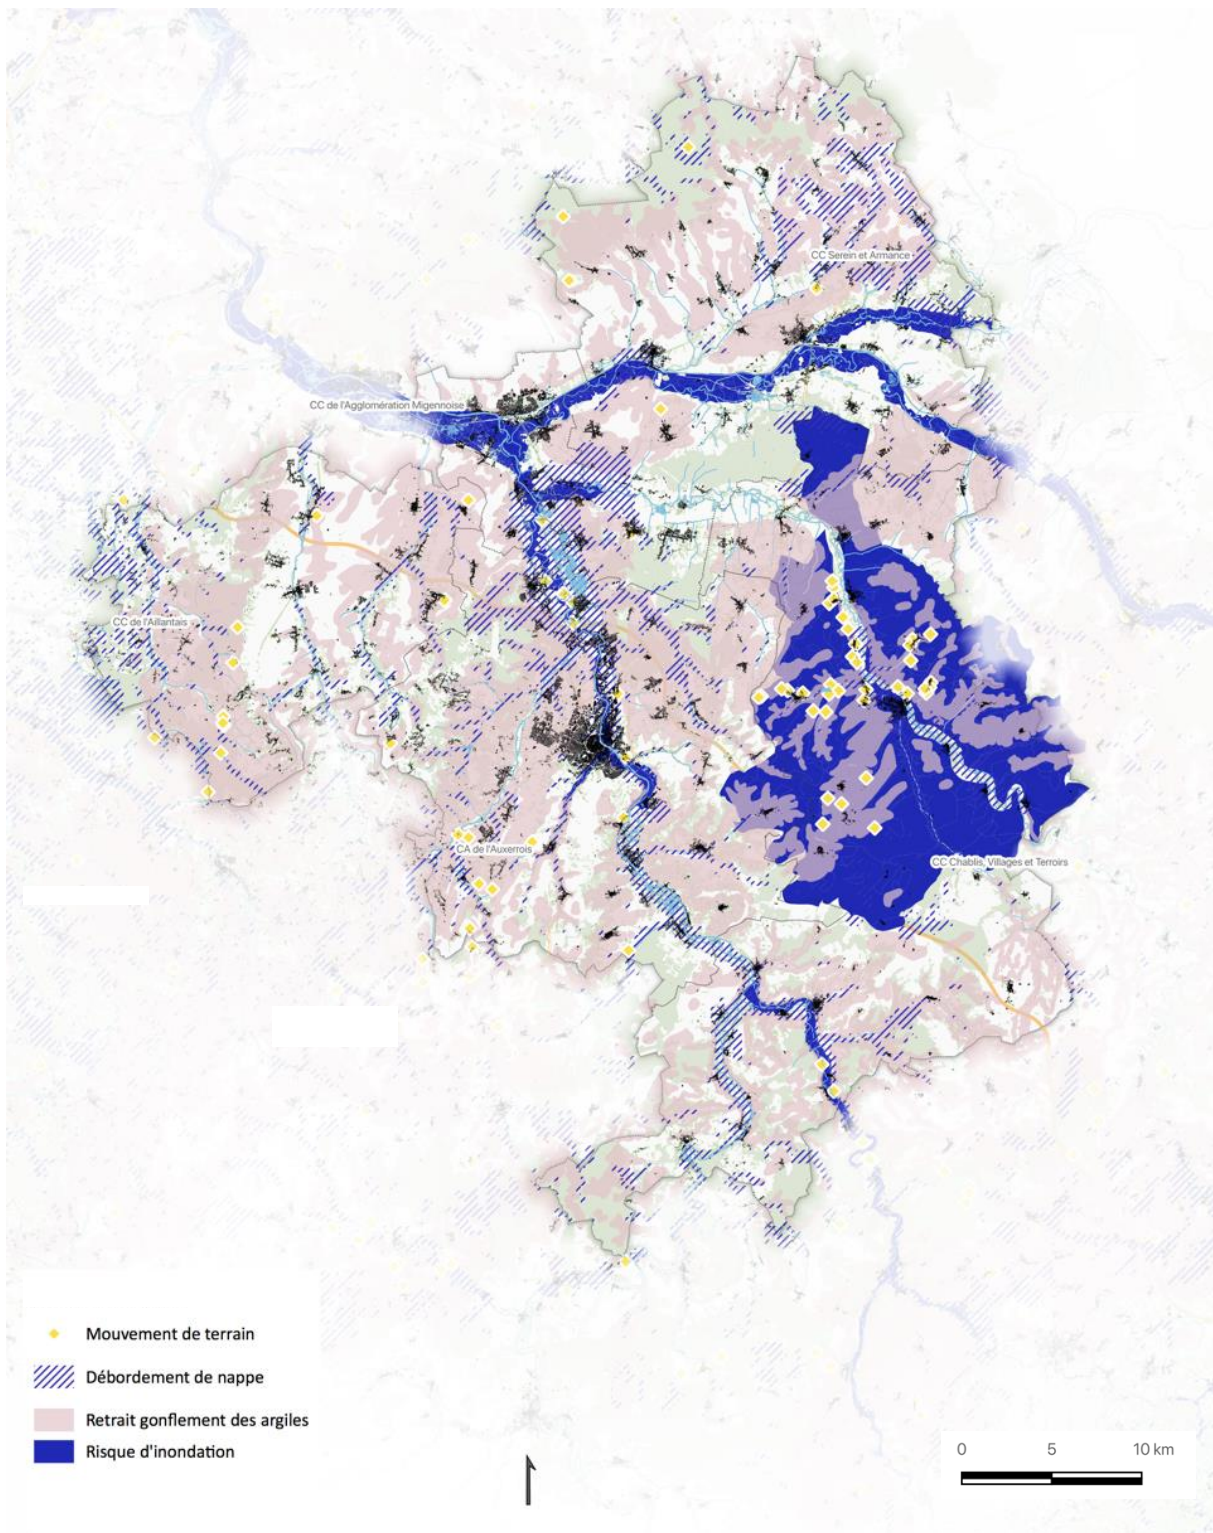 CC Serein et Armance
CC de l'Agglomération Migennoise
CC de l'Aillantais
CA de l'Auxerrois
CC Chablis, Villages et Terroirs
Mouvement de terrain
Débordement de nappe
Retrait gonflement des argiles
Risque d'inondation
0 5 10 km